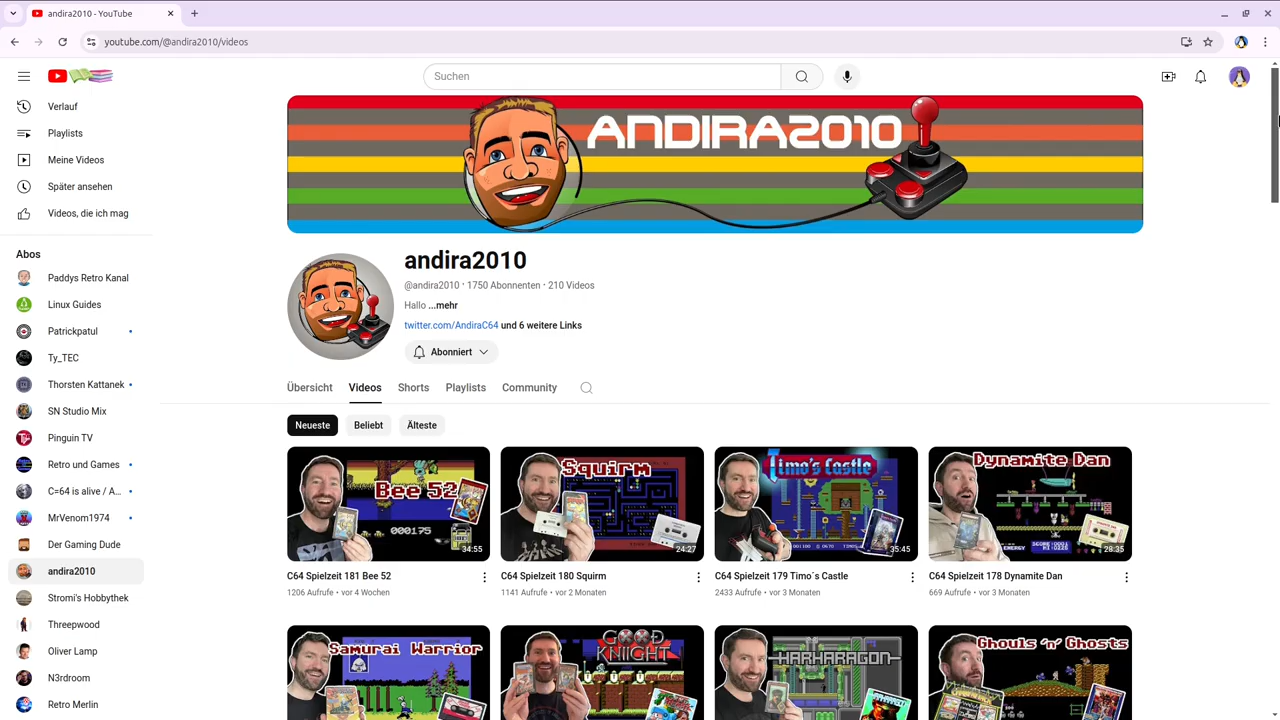 andira2010 - YouTube
youtube.com/@andira2010/videos
Suchen
Verlauf
Playlists
Meine Videos
Später ansehen
Videos, die ich mag
Abos
Paddys Retro Kanal
Linux Guides
Patrickpatul
Ty_TEC
Thorsten Kattanek
SN Studio Mix
Pinguin TV
Retro und Games
C=64 is alive / A...
MrVenom1974
Der Gaming Dude
andira2010
Stromi's Hobbythek
Threepwood
Oliver Lamp
N3rdroom
Retro Merlin
ANDIRA2010
andira2010
@andira2010 • 1750 Abonnenten • 210 Videos
Hallo ...mehr
twitter.com/AndiraC64 und 6 weitere Links
Abonniert
Übersicht Videos Shorts Playlists Community
Neueste Beliebt Älteste
Bee 52
000175
34:55
C64 Spielzeit 181 Bee 52
1206 Aufrufe • vor 4 Wochen
Squirm
24:27
C64 Spielzeit 180 Squirm
1141 Aufrufe • vor 2 Monaten
Timo's Castle
35:45
C64 Spielzeit 179 Timo´s Castle
2433 Aufrufe • vor 3 Monaten
Dynamite Dan
28:35
C64 Spielzeit 178 Dynamite Dan
669 Aufrufe • vor 3 Monaten
Samurai Warrior
GOOD
KNIGHT
HARHARAGON
Ghouls 'n' Ghosts